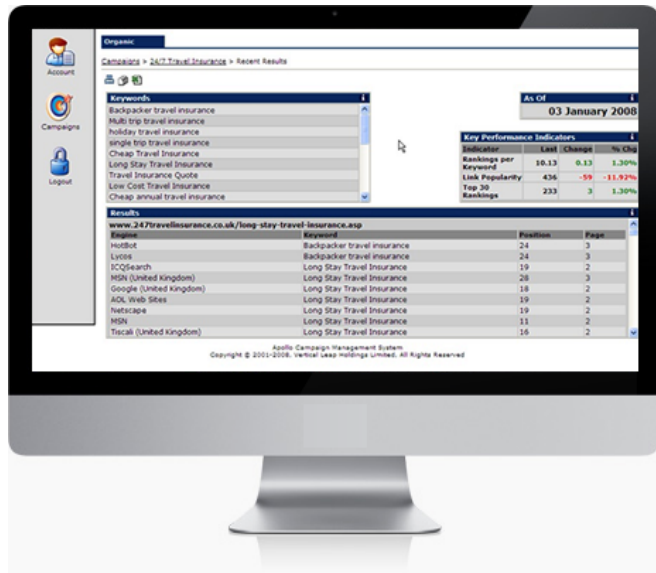 Account
Campaigns
Logout
Organic
Campaigns > 24/7 Travel Insurance > Recent Results
Keywords i
Backpacker travel insurance
Multi trip travel insurance
holiday travel insurance
single trip travel insurance
Cheap Travel Insurance
Long Stay Travel Insurance
Travel Insurance Quote
Low Cost Travel Insurance
Cheap annual travel insurance
As Of i
03 January 2008
Key Performance Indicators i
Indicator Last Change % Chg
Rankings per Keyword 10.13 0.13 1.30%
Link Popularity 436 -59 -11.92%
Top 30 Rankings 233 3 1.30%
Results i
www.247travelinsurance.co.uk/long-stay-travel-insurance.asp
Engine Keyword Position Page
HotBot Backpacker travel insurance 24 3
Lycos Backpacker travel insurance 24 3
ICQSearch Long Stay Travel Insurance 19 2
MSN (United Kingdom) Long Stay Travel Insurance 28 3
Google (United Kingdom) Long Stay Travel Insurance 18 2
AOL Web Sites Long Stay Travel Insurance 19 2
Netscape Long Stay Travel Insurance 19 2
MSN Long Stay Travel Insurance 11 2
Tiscali (United Kingdom) Long Stay Travel Insurance 16 2
Apollo Campaign Management System
Copyright © 2001-2008, Vertical Leap Holdings Limited. All Rights Reserved